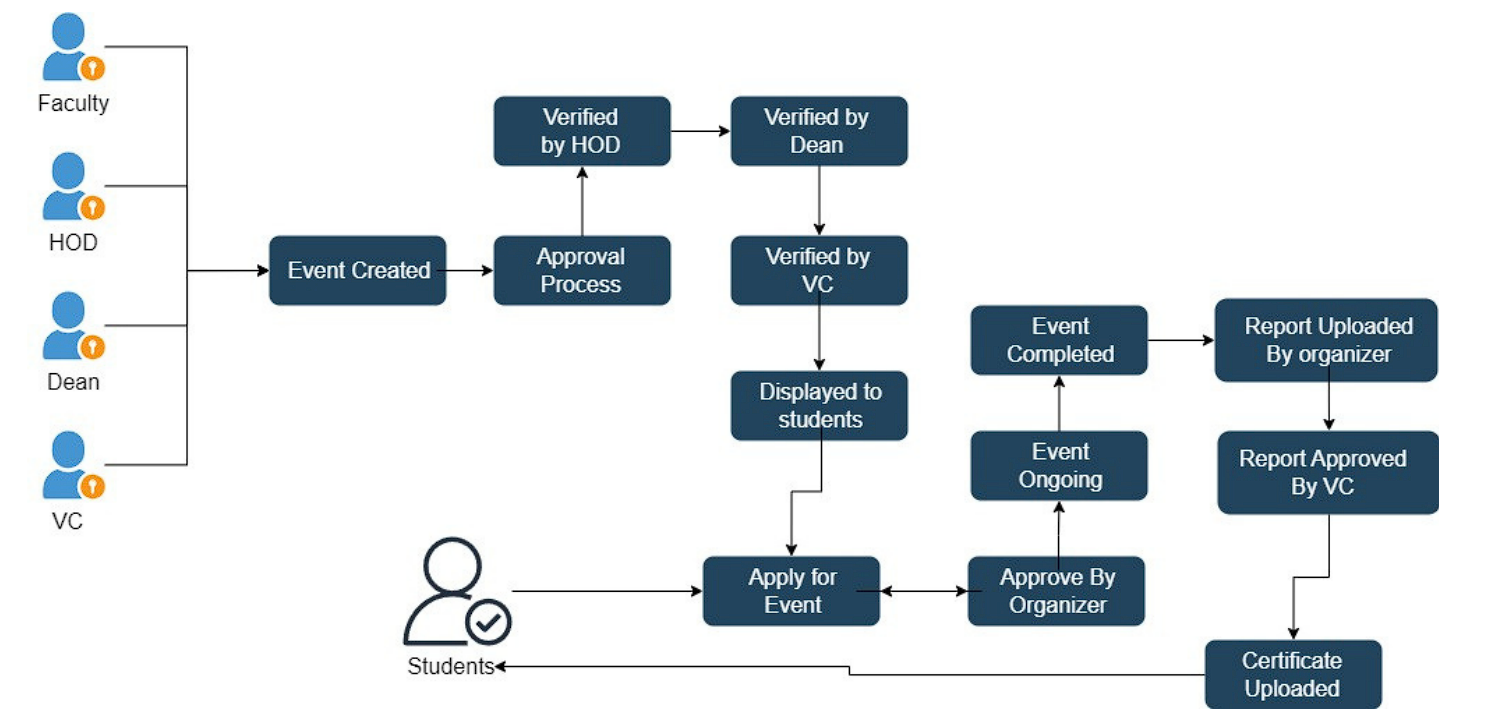 Faculty
HOD
Dean
VC
Event Created
Approval
Process
Verified
by HOD
Verified by
Dean
Verified by
VC
Displayed to
students
Students
Apply for
Event
Approve By
Organizer
Event
Ongoing
Event
Completed
Report Uploaded
By organizer
Report Approved
By VC
Certificate
Uploaded